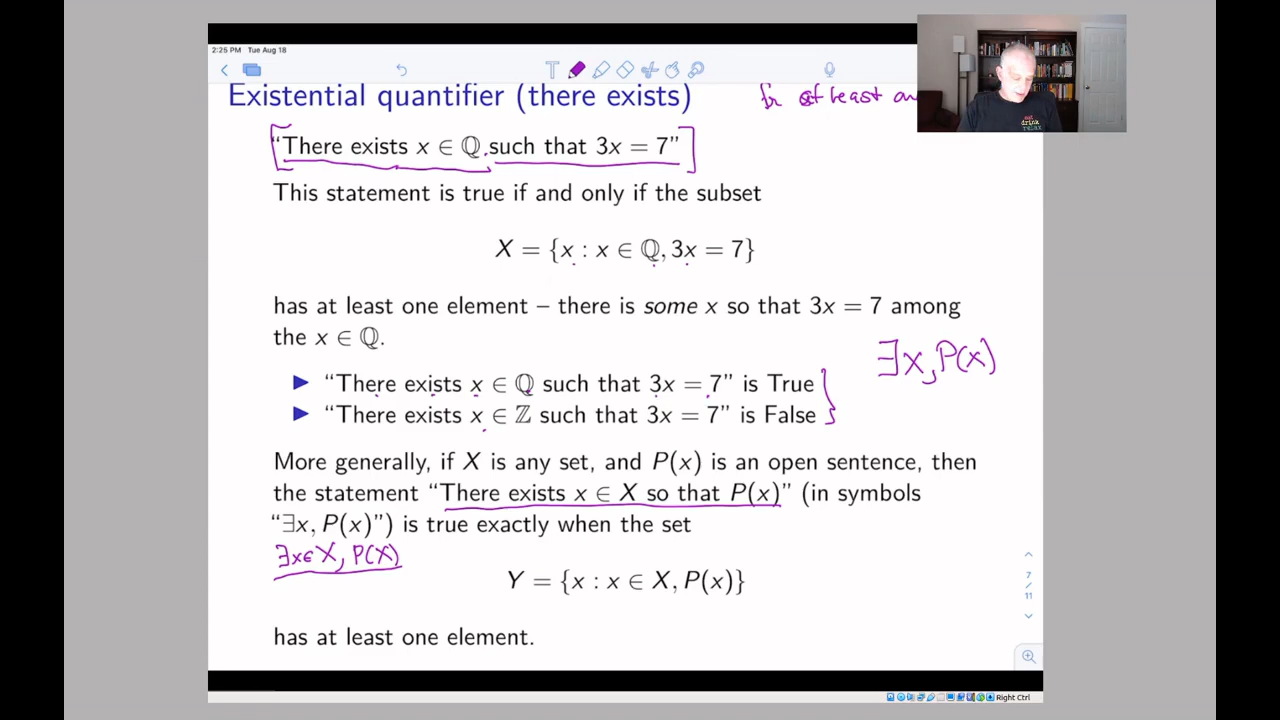 2:25 PM Tue Aug 18
Existential quantifier (there exists)
for at least
“There exists x ∈ ℚ, such that 3x = 7”
This statement is true if and only if the subset
X = {x : x ∈ ℚ, 3x = 7}
has at least one element – there is some x so that 3x = 7 among
the x ∈ ℚ.
∃x, P(x)
“There exists x ∈ ℚ such that 3x = 7” is True
“There exists x ∈ ℤ such that 3x = 7” is False
More generally, if X is any set, and P(x) is an open sentence, then
the statement “There exists x ∈ X so that P(x)” (in symbols
“∃x, P(x)”) is true exactly when the set
∃x∈X, P(X)
Y = {x : x ∈ X, P(x)}
has at least one element.
7
/
11
Right Ctrl